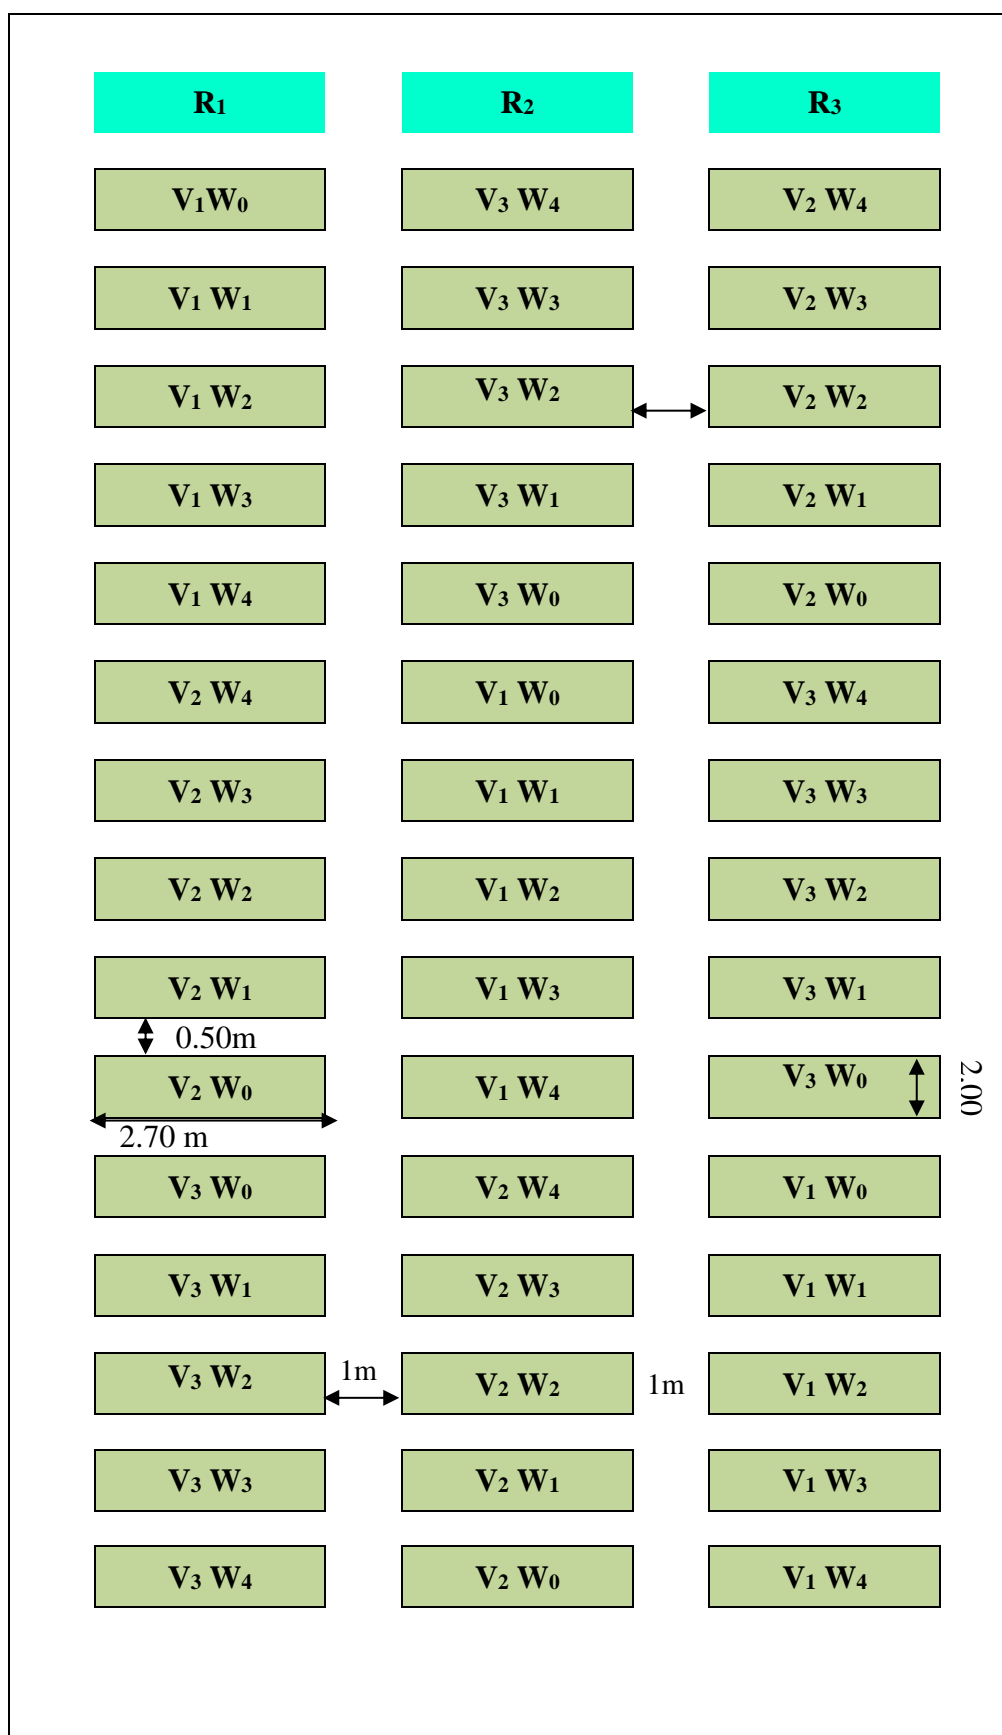 R₁ R₂ R₃
V₁W₀ V₃ W₄ V₂ W₄
V₁ W₁ V₃ W₃ V₂ W₃
V₁ W₂ V₃ W₂ V₂ W₂
V₁ W₃ V₃ W₁ V₂ W₁
V₁ W₄ V₃ W₀ V₂ W₀
V₂ W₄ V₁ W₀ V₃ W₄
V₂ W₃ V₁ W₁ V₃ W₃
V₂ W₂ V₁ W₂ V₃ W₂
V₂ W₁ V₁ W₃ V₃ W₁
0.50m
V₂ W₀ V₁ W₄ V₃ W₀ 2.00
2.70 m
V₃ W₀ V₂ W₄ V₁ W₀
V₃ W₁ V₂ W₃ V₁ W₁
V₃ W₂ 1m V₂ W₂ 1m V₁ W₂
V₃ W₃ V₂ W₁ V₁ W₃
V₃ W₄ V₂ W₀ V₁ W₄